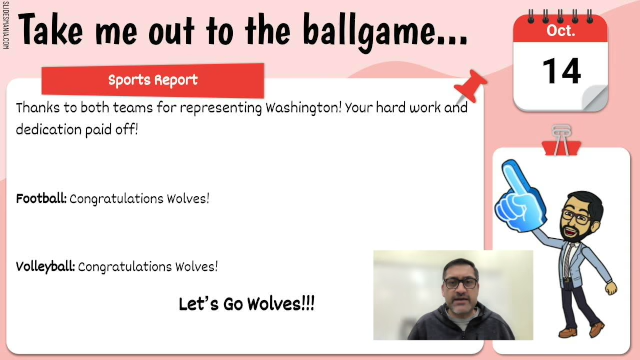 SLIDESMANIA.COM
Take me out to the ballgame...
Oct.
14
Sports Report
Thanks to both teams for representing Washington! Your hard work and
dedication paid off!
Football: Congratulations Wolves!
Volleyball: Congratulations Wolves!
Let's Go Wolves!!!